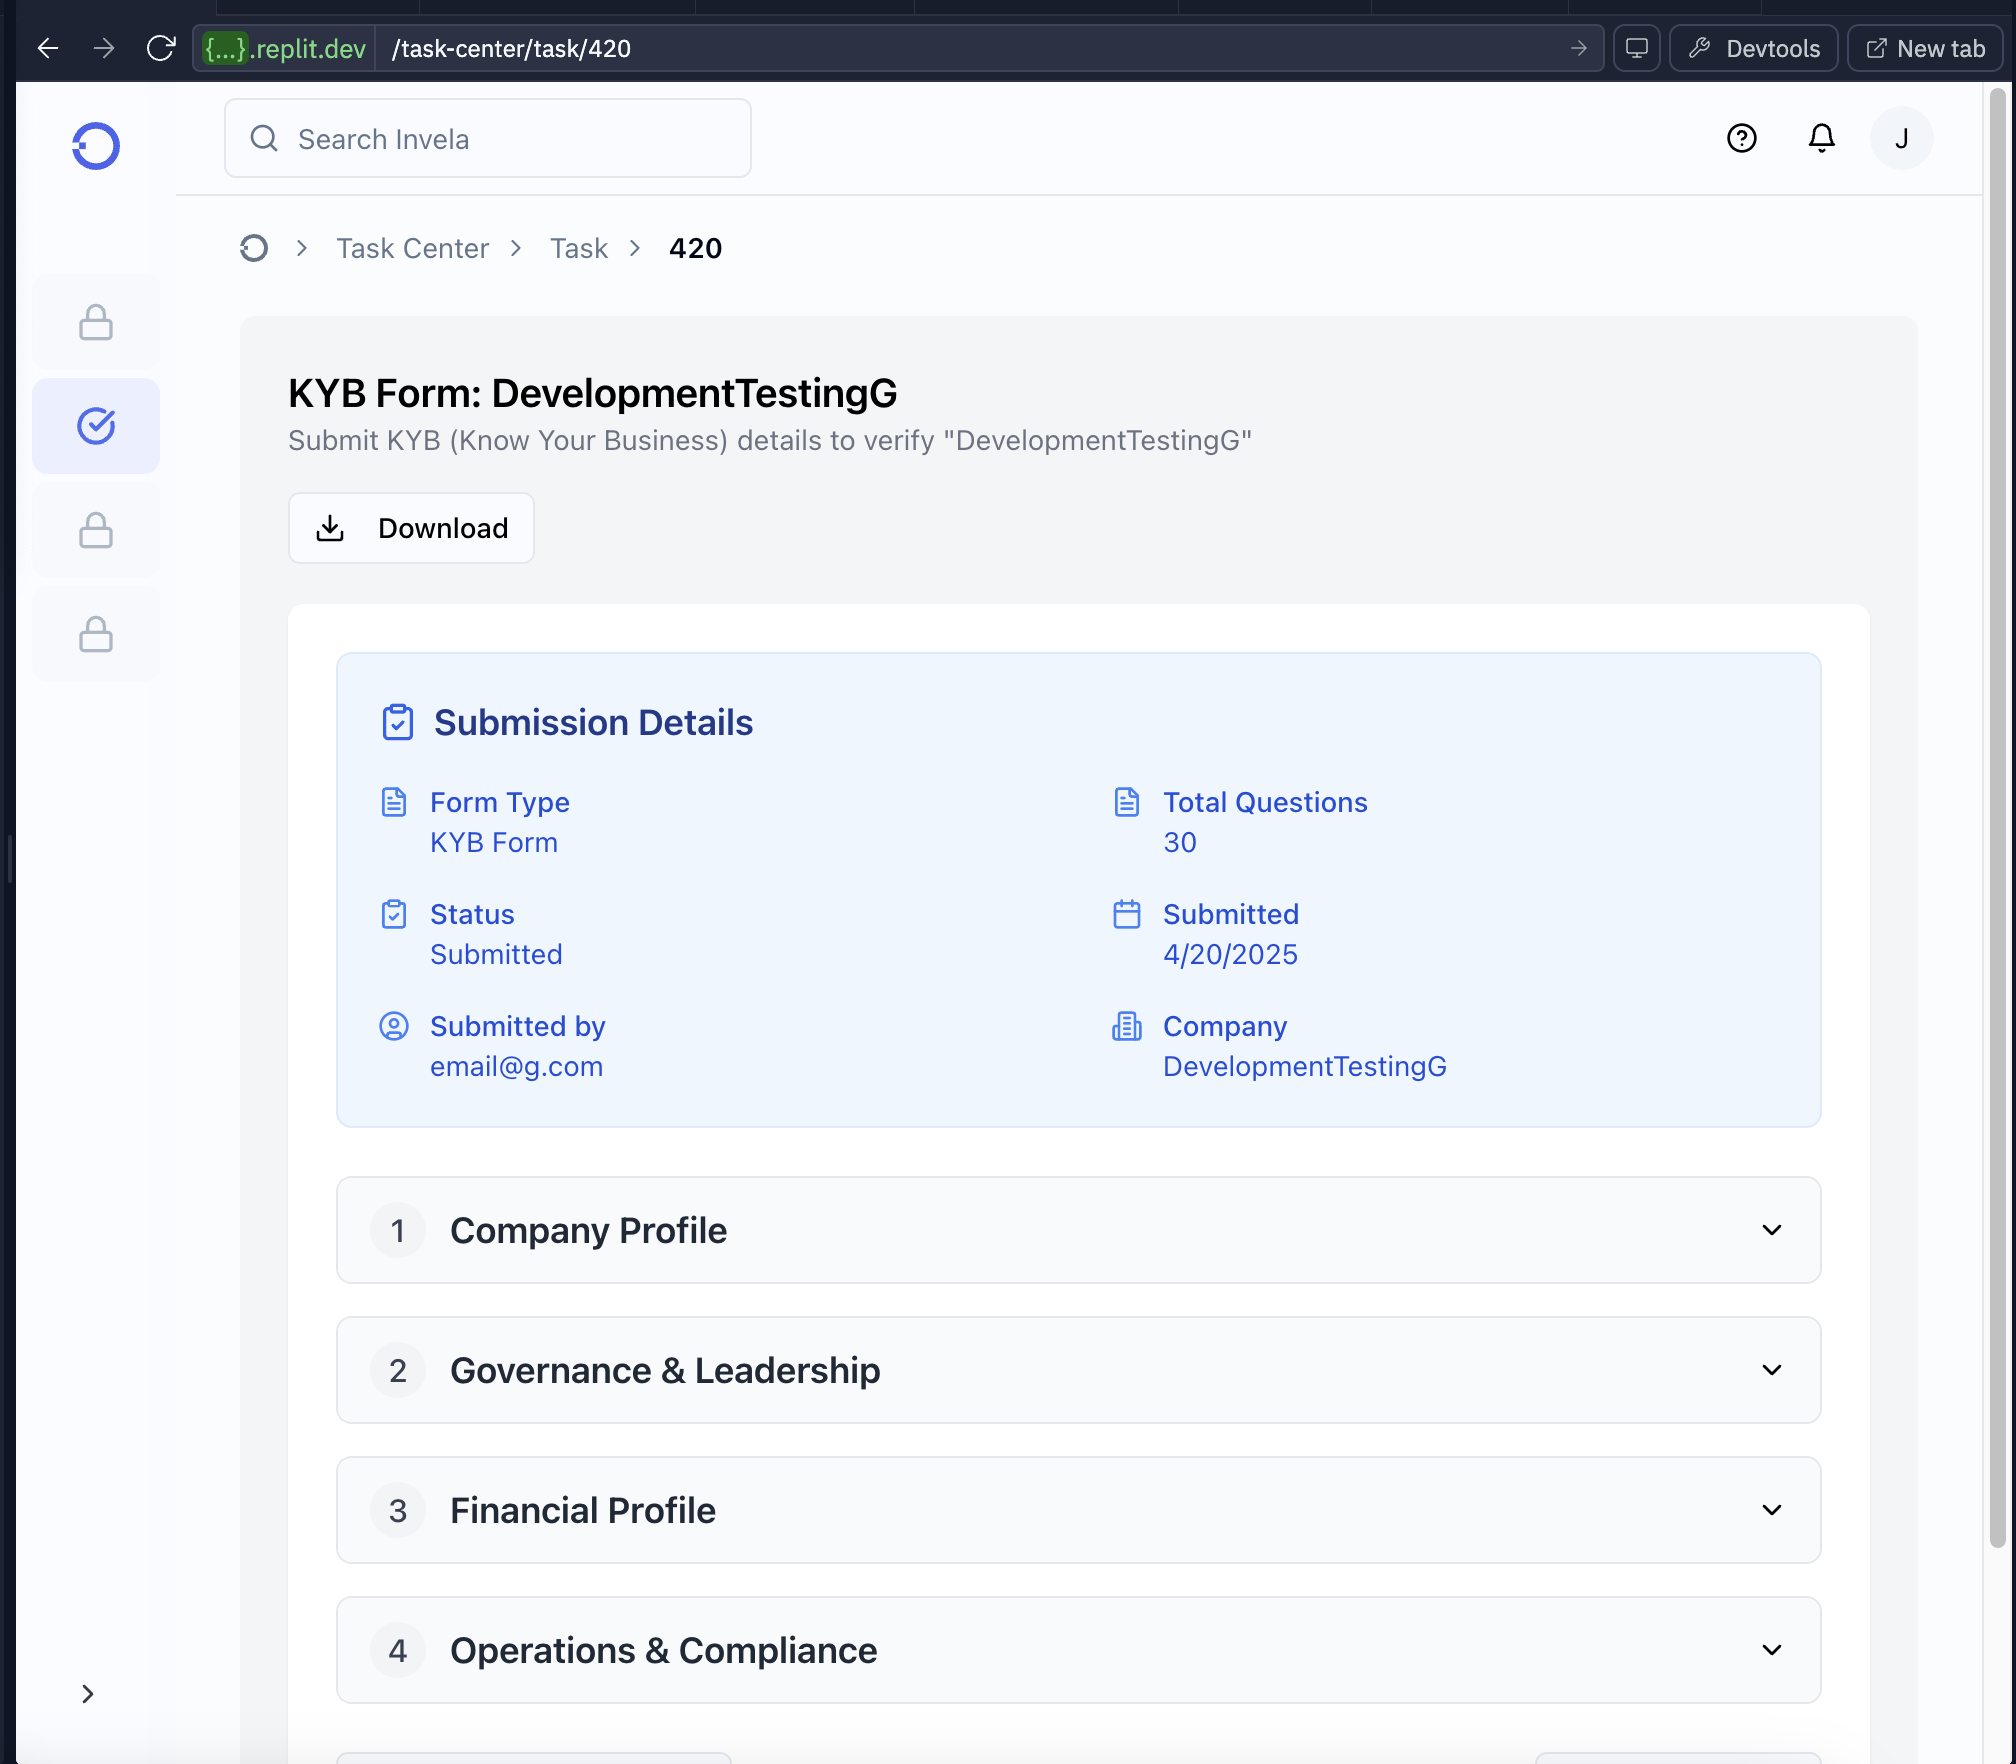 {...}.replit.dev /task-center/task/420
Devtools
New tab
Search Invela
J
Task Center > Task > 420
KYB Form: DevelopmentTestingG
Submit KYB (Know Your Business) details to verify "DevelopmentTestingG"
Download
Submission Details
Form Type
KYB Form
Total Questions
30
Status
Submitted
Submitted
4/20/2025
Submitted by
email@g.com
Company
DevelopmentTestingG
1 Company Profile
2 Governance & Leadership
3 Financial Profile
4 Operations & Compliance